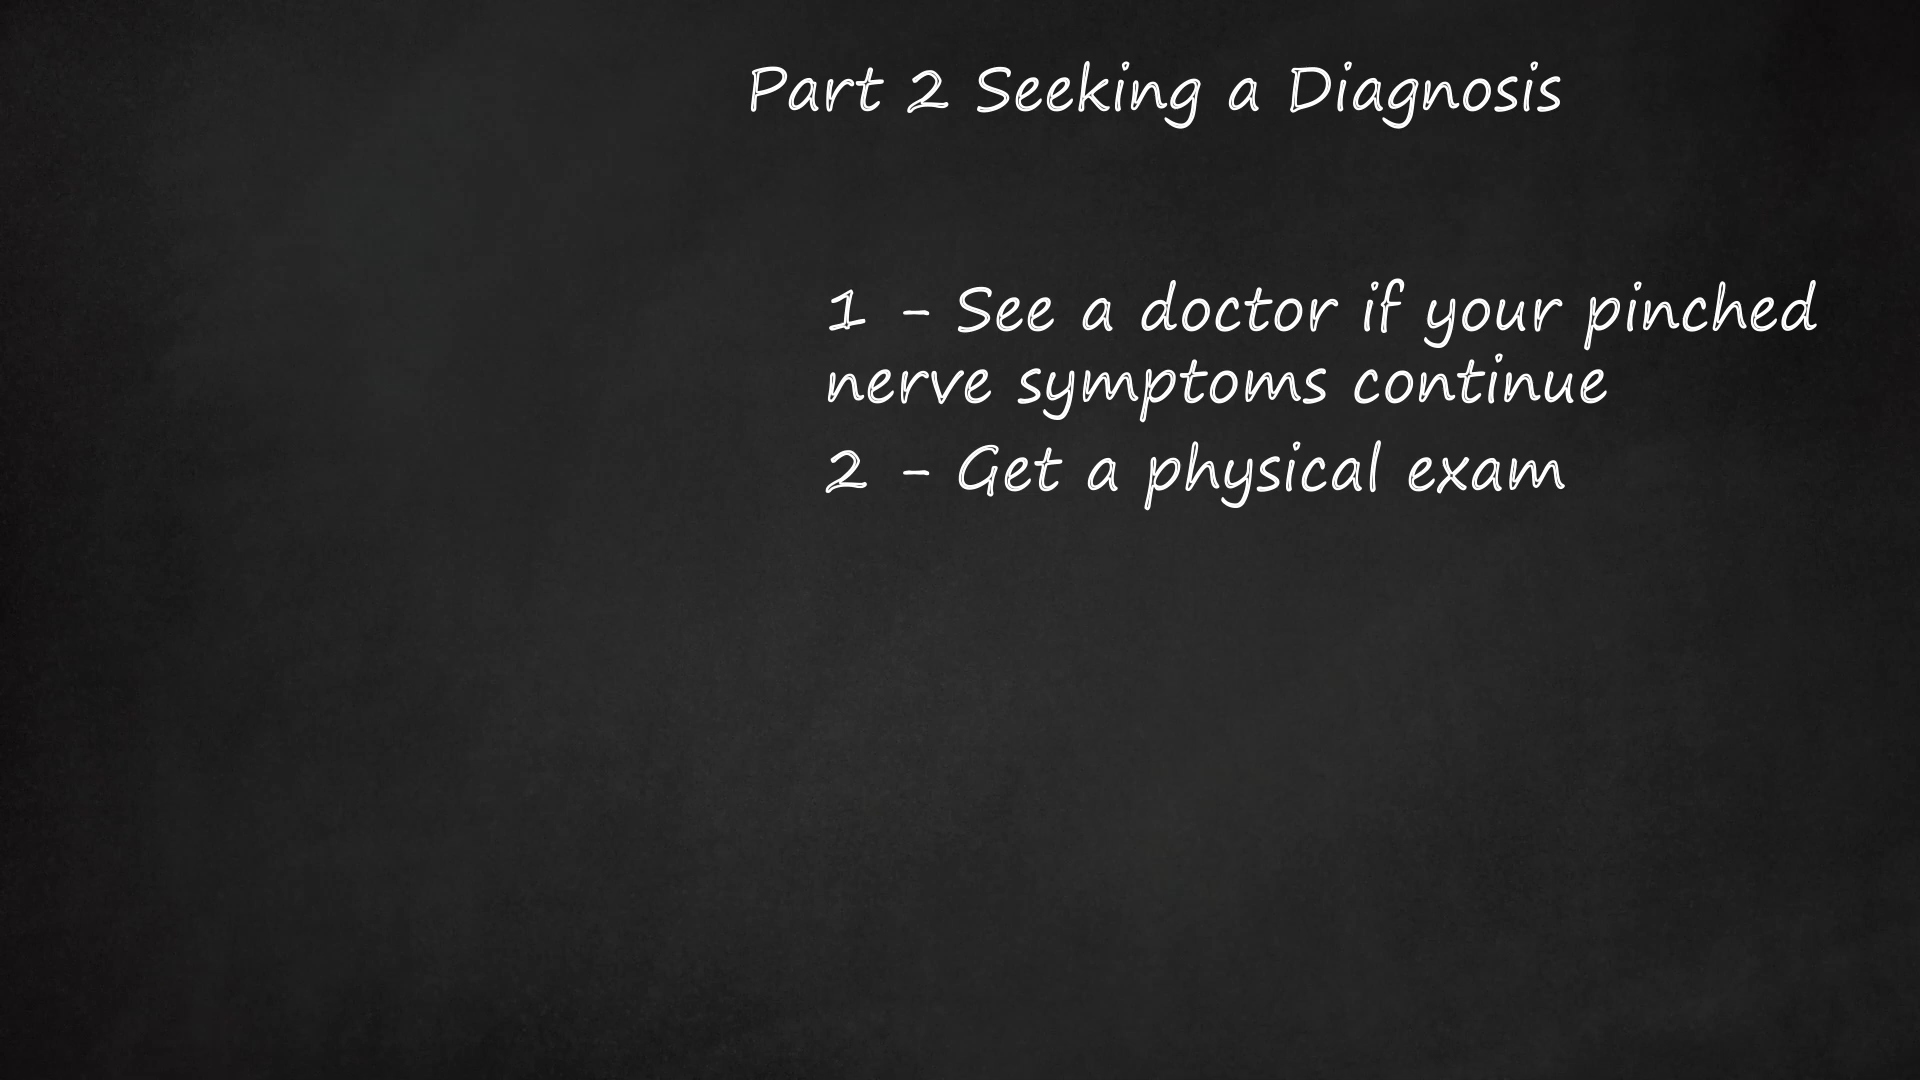 Part 2 Seeking a Diagnosis
1 - See a doctor if your pinched
nerve symptoms continue
2 - Get a physical exam